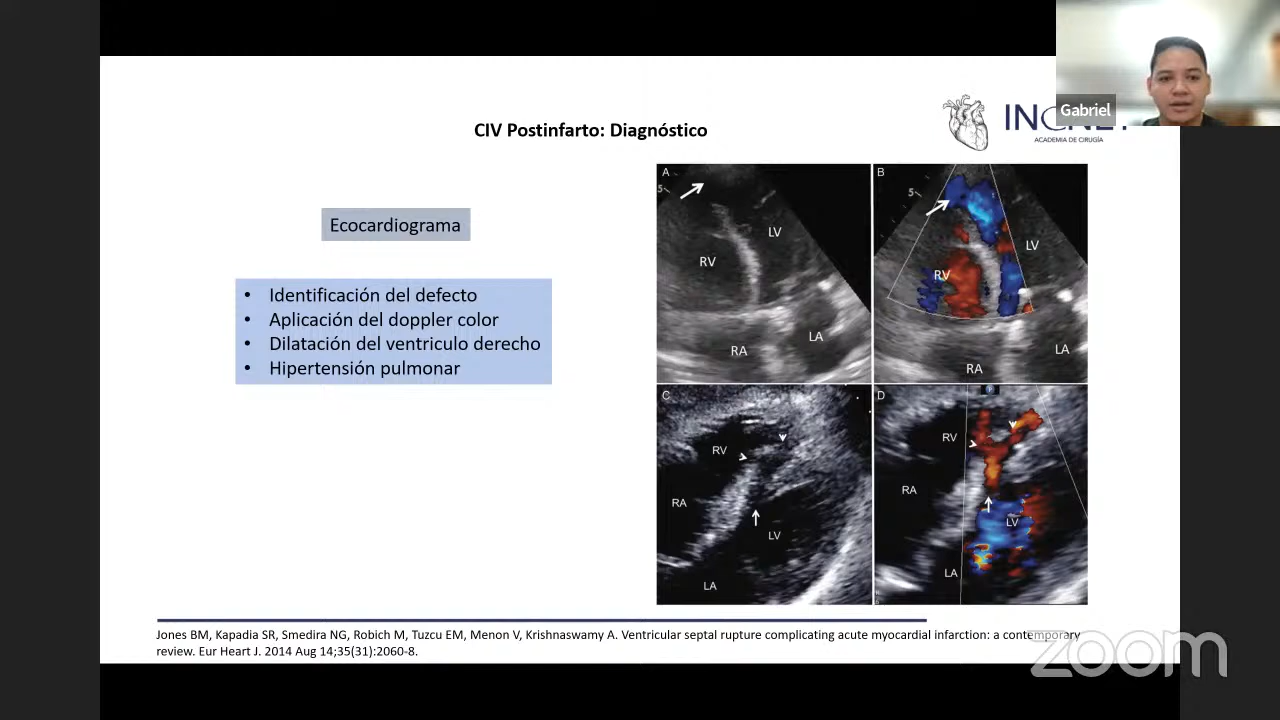 Gabriel
CIV Postinfarto: Diagnóstico
ACADEMIA DE CIRUGÍA
Ecocardiograma
• Identificación del defecto
• Aplicación del doppler color
• Dilatación del ventriculo derecho
• Hipertensión pulmonar
A
5
LV
RV
RA
LA
B
5
LV
RV
LA
RA
C
RV
RA
LV
LA
D
RV
RA
LV
LA
Jones BM, Kapadia SR, Smedira NG, Robich M, Tuzcu EM, Menon V, Krishnaswamy A. Ventricular septal rupture complicating acute myocardial infarction: a contemporary
review. Eur Heart J. 2014 Aug 14;35(31):2060-8.
zoom